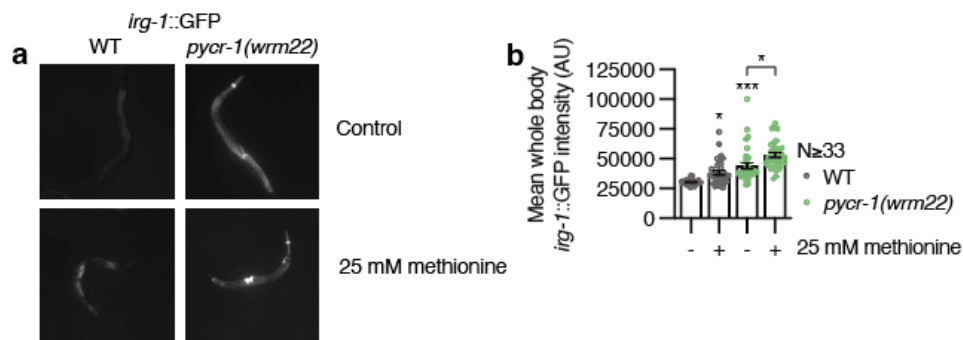 irg-1::GFP
WT pycr-1(wrm22)
a
Control
25 mM methionine
b
Mean whole body
irg-1::GFP intensity (AU)
125000
100000
75000
50000
25000
0
*
***
*
N≥33
WT
pycr-1(wrm22)
- + - + 25 mM methionine